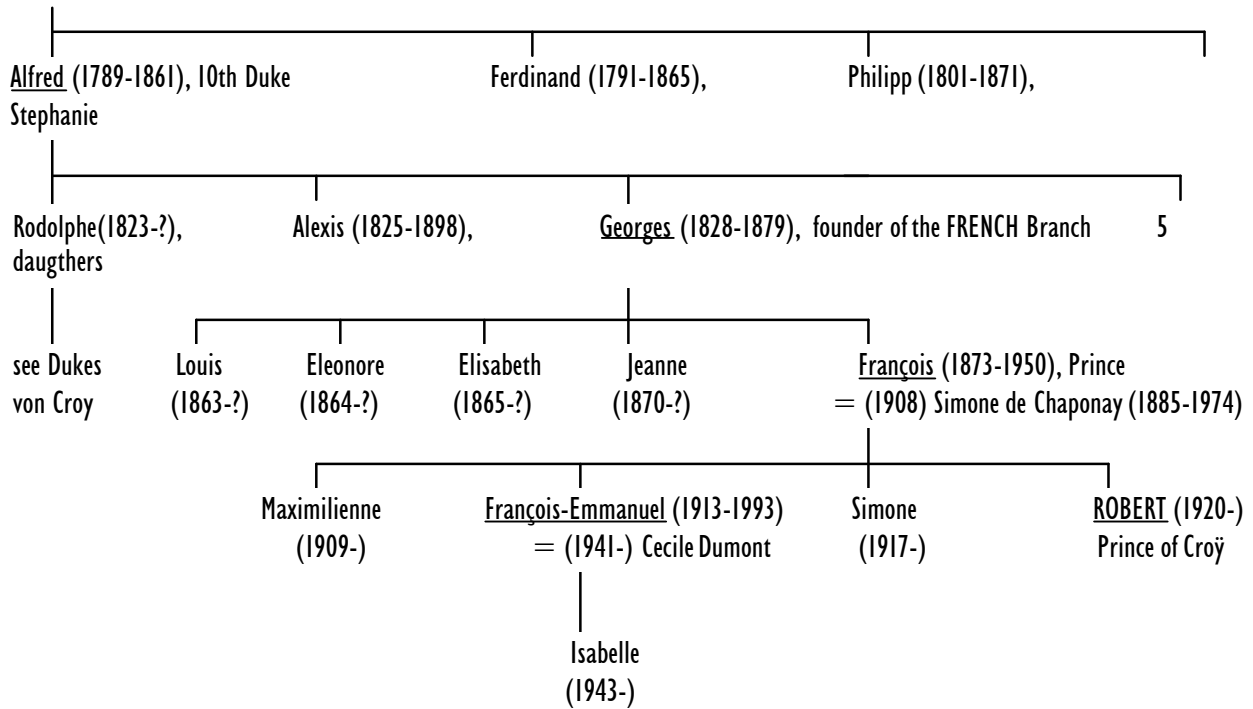 Alfred (1789-1861), 10th Duke Ferdinand (1791-1865), Philipp (1801-1871),
Stephanie
Rodolphe(1823-?), Alexis (1825-1898), Georges (1828-1879), founder of the FRENCH Branch 5
daugthers
see Dukes Louis Eleonore Elisabeth Jeanne François (1873-1950), Prince
von Croy (1863-?) (1864-?) (1865-?) (1870-?) = (1908) Simone de Chaponay (1885-1974)
Maximilienne François-Emmanuel (1913-1993) Simone ROBERT (1920-)
(1909-) = (1941-) Cecile Dumont (1917-) Prince of Croÿ
Isabelle
(1943-)